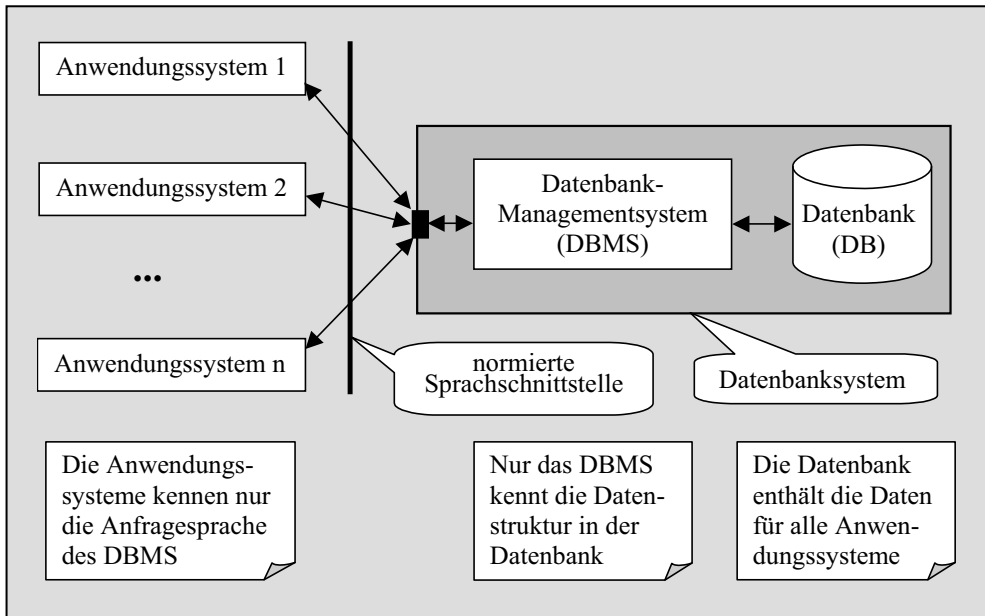 Anwendungssystem 1
Anwendungssystem 2
...
Anwendungssystem n
Datenbank-
Managementsystem
(DBMS)
Datenbank
(DB)
normierte
Sprachschnittstelle
Datenbanksystem
Die Anwendungs-
systeme kennen nur
die Anfragesprache
des DBMS
Nur das DBMS
kennt die Daten-
struktur in der
Datenbank
Die Datenbank
enthält die Daten
für alle Anwen-
dungssysteme